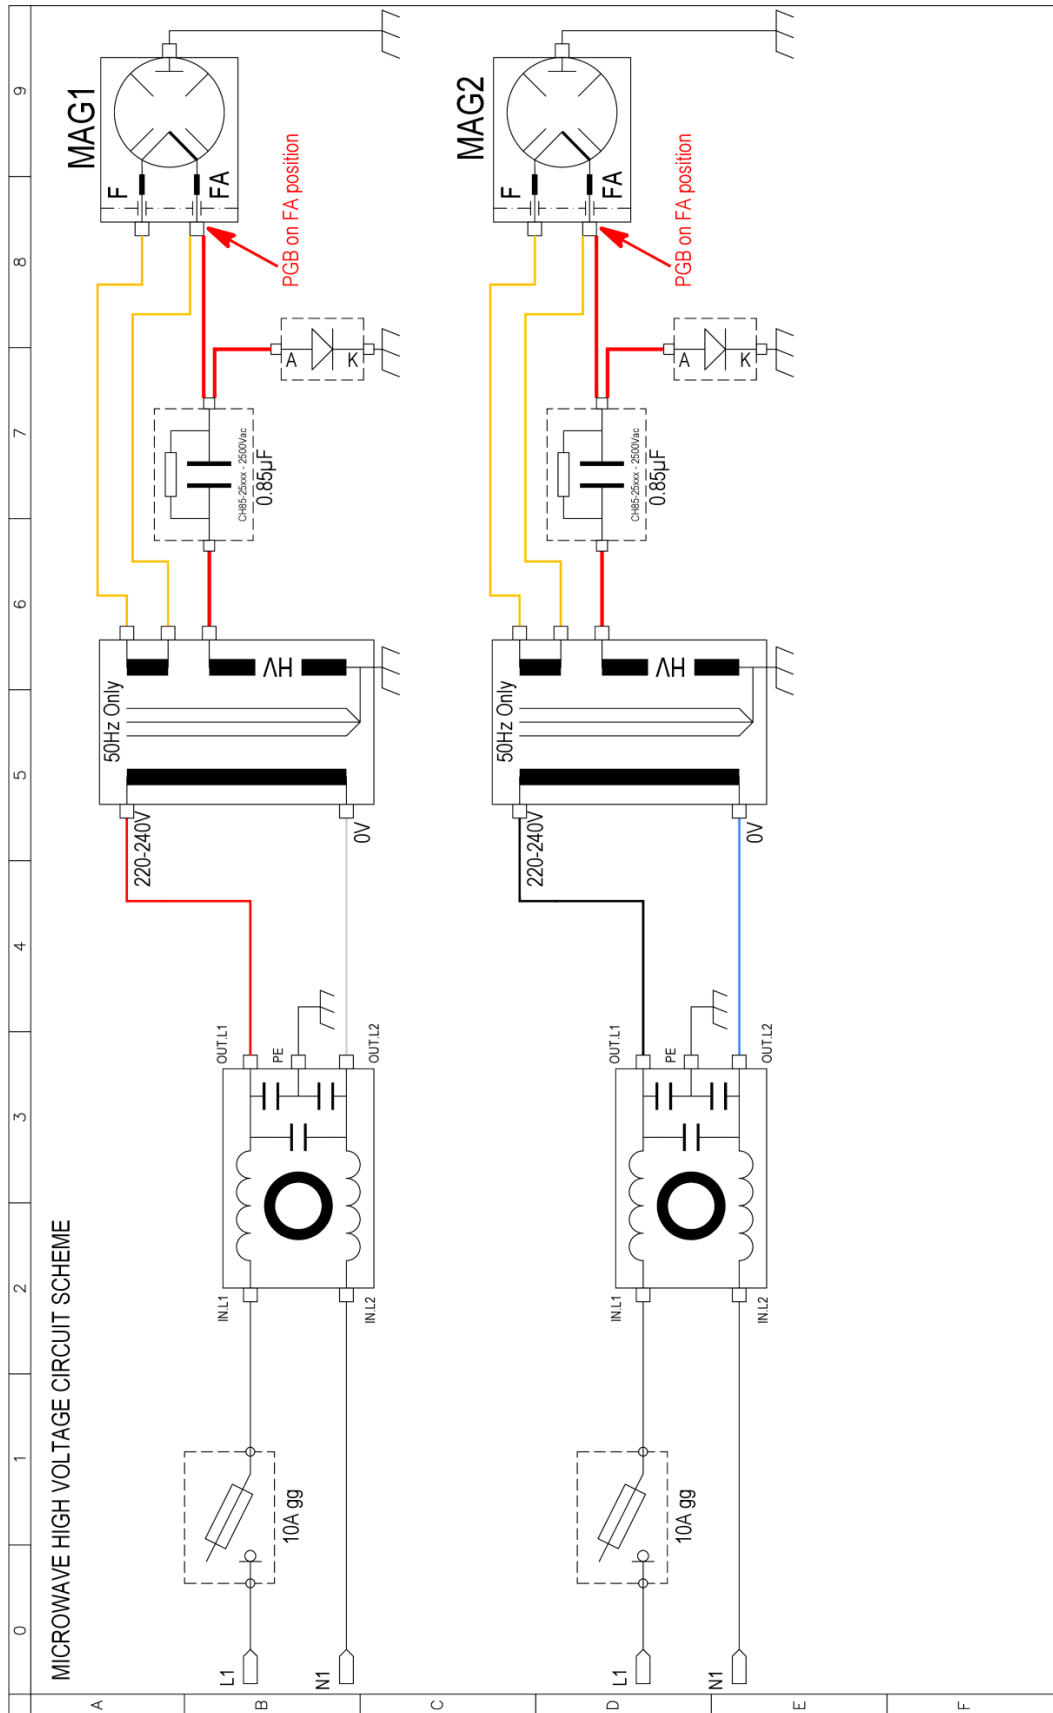 MICROWAVE HIGH VOLTAGE CIRCUIT SCHEME
0
1
2
3
4
5
6
7
8
9
A
B
C
D
E
F
L1
N1
10A gg
IN.L1
IN.L2
OUT.L1
PE
OUT.L2
220-240V
0V
50Hz Only
HV
CH85-25xxx - 2500Vac
0.85µF
A
K
PGB on FA position
F
FA
MAG1
L1
N1
10A gg
IN.L1
IN.L2
OUT.L1
PE
OUT.L2
220-240V
0V
50Hz Only
HV
CH85-25xxx - 2500Vac
0.85µF
A
K
PGB on FA position
F
FA
MAG2